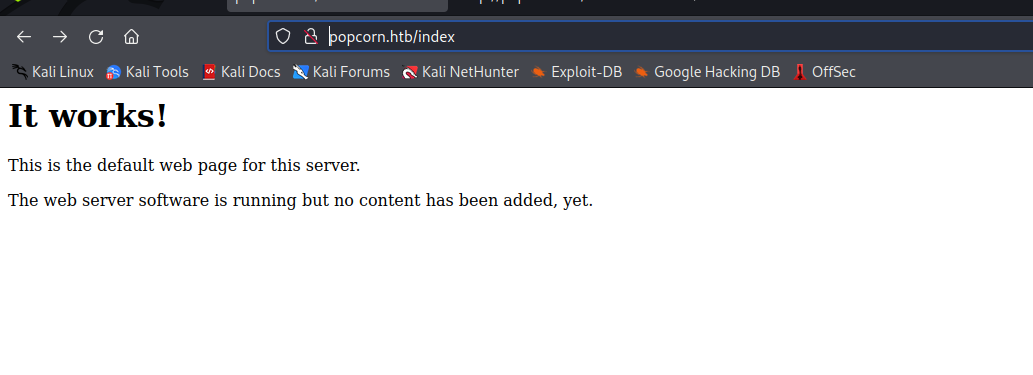 popcorn.htb/index
Kali Linux Kali Tools Kali Docs Kali Forums Kali NetHunter Exploit-DB Google Hacking DB OffSec
It works!
This is the default web page for this server.
The web server software is running but no content has been added, yet.